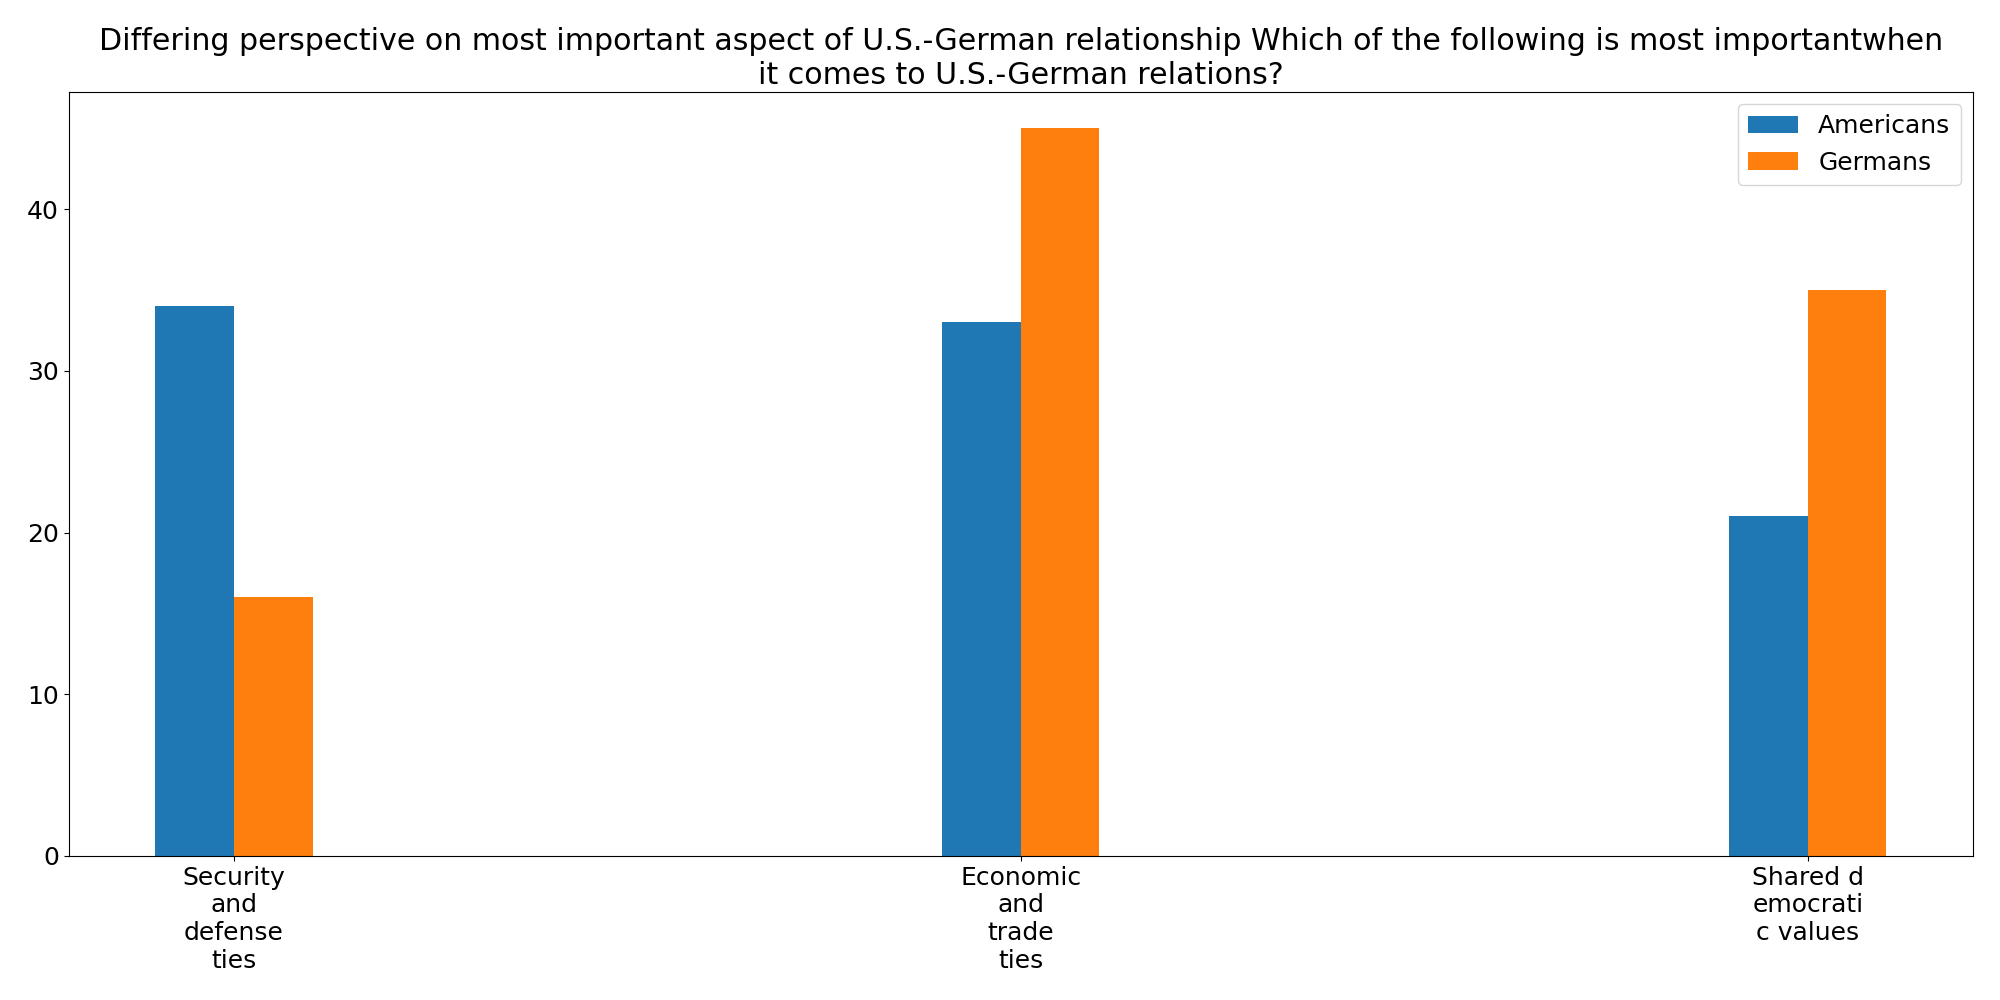 Differing perspective on most important aspect of U.S.-German relationship Which of the following is most importantwhen
it comes to U.S.-German relations?
Americans
Germans
40
30
20
10
0
Security
and
defense
ties
Economic
and
trade
ties
Shared d
emocrati
c values